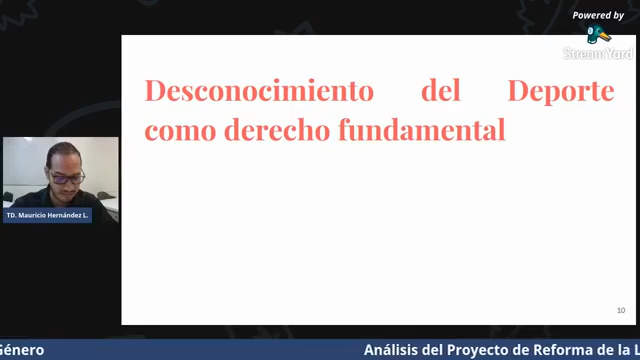 Powered by
StreamYard
Desconocimiento del Deporte
como derecho fundamental
TD. Mauricio Hernández L.
10
Género
Análisis del Proyecto de Reforma de la L